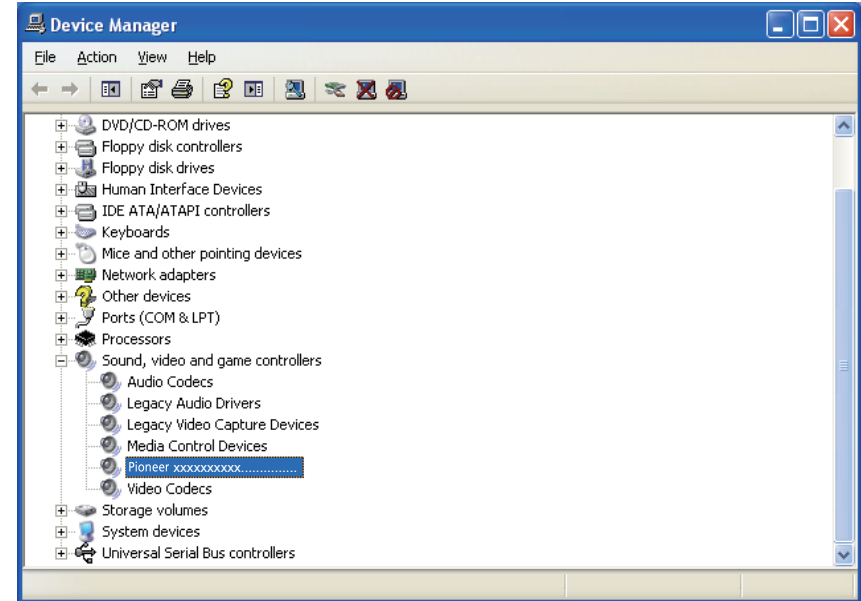 Device Manager
File Action View Help
DVD/CD-ROM drives
Floppy disk controllers
Floppy disk drives
Human Interface Devices
IDE ATA/ATAPI controllers
Keyboards
Mice and other pointing devices
Network adapters
Other devices
Ports (COM & LPT)
Processors
Sound, video and game controllers
Audio Codecs
Legacy Audio Drivers
Legacy Video Capture Devices
Media Control Devices
Pioneer xxxxxxxxxx..............
Video Codecs
Storage volumes
System devices
Universal Serial Bus controllers